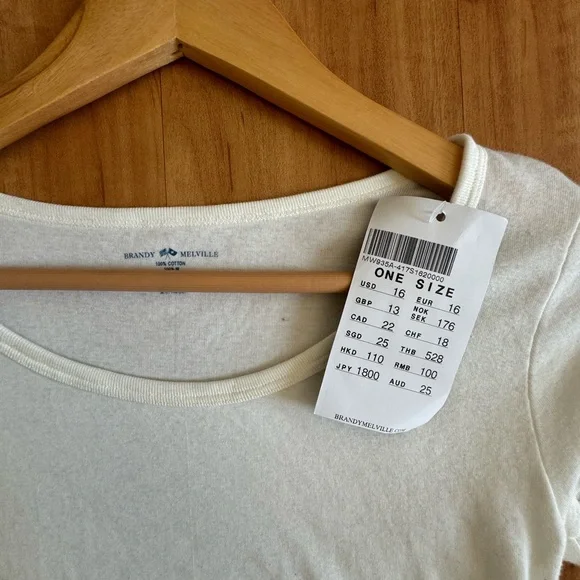 BRANDY MELVILLE
100% COTTON
MW935A-417S1620000
ONE SIZE
USD 16 EUR 16
GBP 13 NOK SEK 176
CAD 22 CHF 18
SGD 25 THB 528
HKD 110 RMB 100
JPY 1800 AUD 25
BRANDYMELVILLE.COM